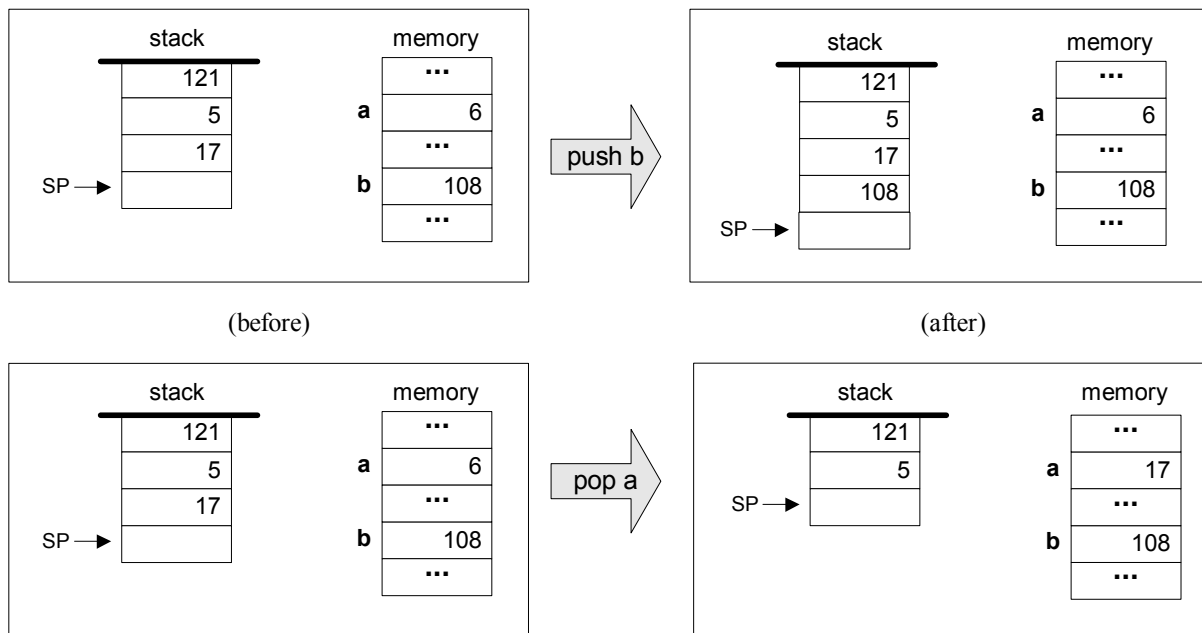 stack
121
5
17
SP
memory
...
a 6
...
b 108
...
push b
stack
121
5
17
108
SP
memory
...
a 6
...
b 108
...
(before)
(after)
stack
121
5
17
SP
memory
...
a 6
...
b 108
...
pop a
stack
121
5
SP
memory
...
a 17
...
b 108
...